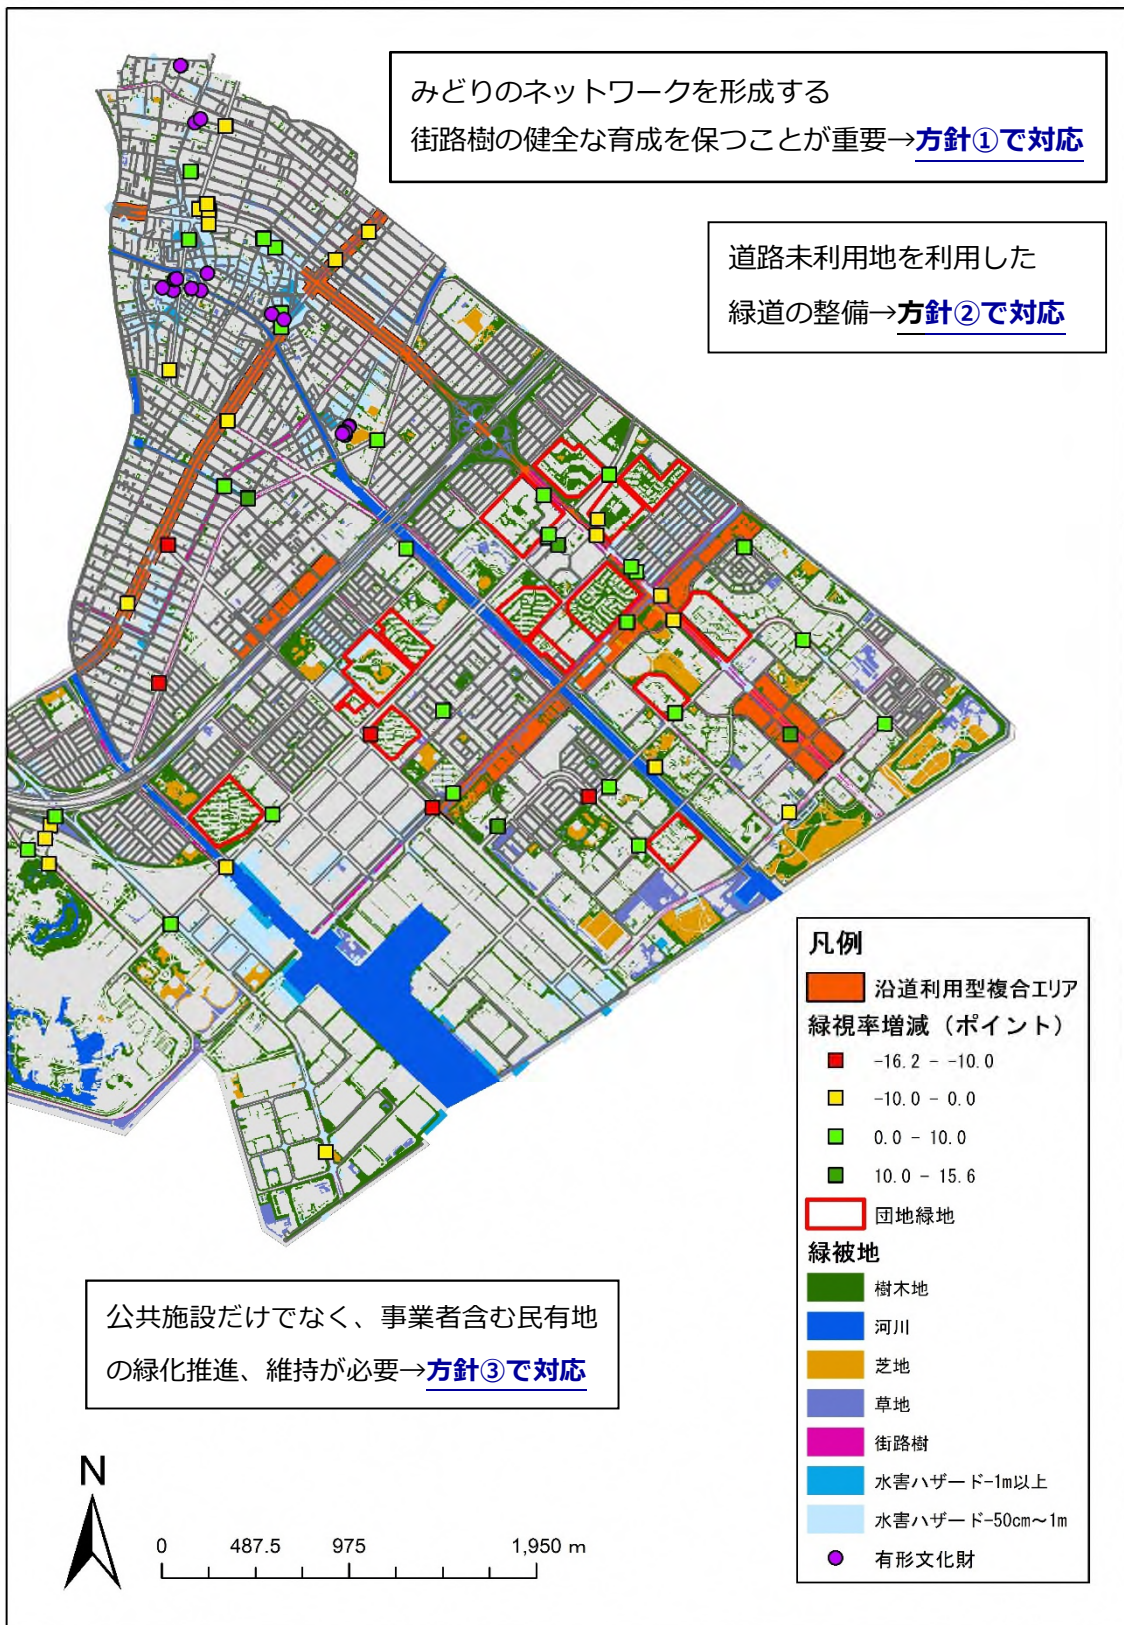 みどりのネットワークを形成する
街路樹の健全な育成を保つことが重要→方針①で対応
道路未利用地を利用した
緑道の整備→方針②で対応
凡例
沿道利用型複合エリア
緑視率増減（ポイント）
-16.2 - -10.0
-10.0 - 0.0
0.0 - 10.0
10.0 - 15.6
団地緑地
緑被地
樹木地
河川
芝地
草地
街路樹
水害ハザード-1m以上
水害ハザード-50cm～1m
有形文化財
公共施設だけでなく、事業者含む民有地
の緑化推進、維持が必要→方針③で対応
N
0 487.5 975 1,950 m